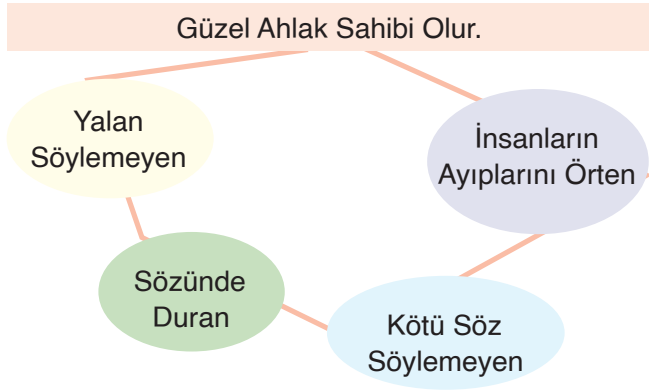 Güzel Ahlak Sahibi Olur.
Yalan
Söylemeyen
İnsanların
Ayıplarını Örten
Sözünde
Duran
Kötü Söz
Söylemeyen